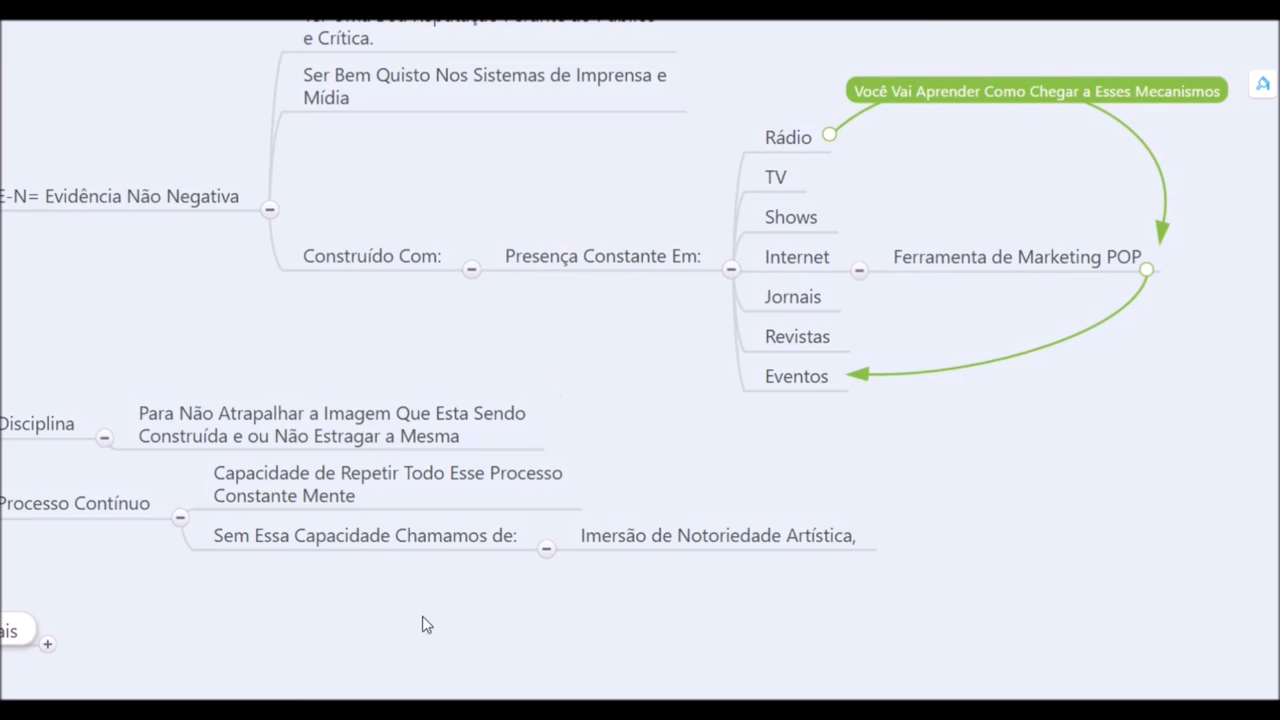 e Crítica.
Ser Bem Quisto Nos Sistemas de Imprensa e
Mídia
Você Vai Aprender Como Chegar a Esses Mecanismos
Rádio
TV
E-N= Evidência Não Negativa
Shows
Construído Com:
Presença Constante Em:
Internet
Ferramenta de Marketing POP
Jornais
Revistas
Eventos
Disciplina
Para Não Atrapalhar a Imagem Que Esta Sendo
Construída e ou Não Estragar a Mesma
Processo Contínuo
Capacidade de Repetir Todo Esse Processo
Constante Mente
Sem Essa Capacidade Chamamos de:
Imersão de Notoriedade Artística,
ais